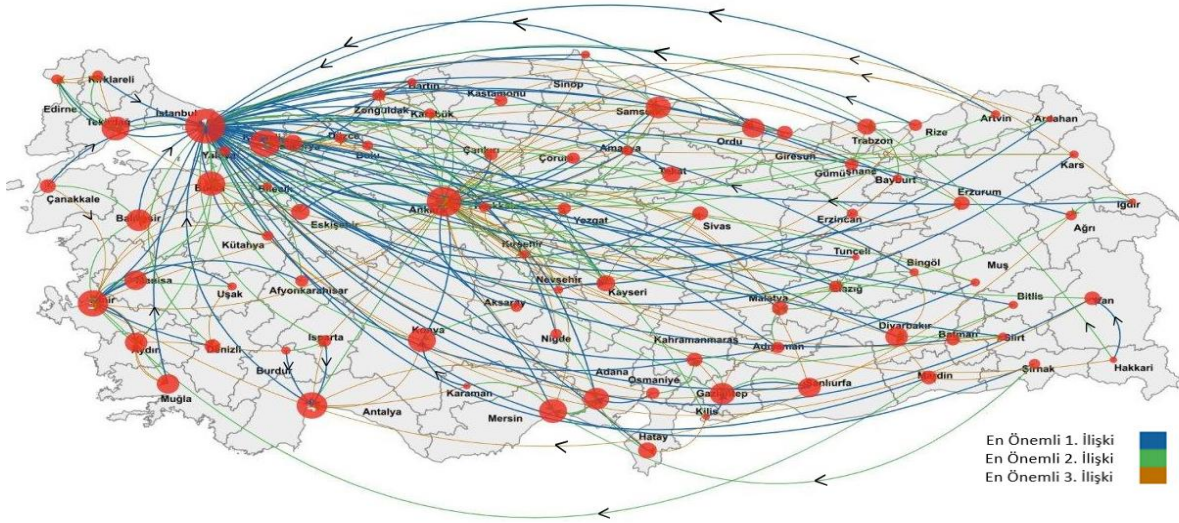 Kırklareli
Edirne
Tekirdağ
İstanbul
Bartın
Zonguldak
Kastamonu
Sinop
Karabük
Samsun
Düzce
Bolu
Çankırı
Çorum
Amasya
Ordu
Giresun
Trabzon
Rize
Artvin
Ardahan
Kars
Gümüşhane
Bayburt
Tokat
Yalova
Çanakkale
Bursa
Bilecik
Balıkesir
Eskişehir
Ankara
Yozgat
Sivas
Erzincan
Erzurum
Iğdır
Ağrı
Kütahya
Kırşehir
Tunceli
Bingöl
Muş
Manisa
Uşak
Afyonkarahisar
Nevşehir
Kayseri
Aksaray
Malatya
Elazığ
Bitlis
Van
Konya
Niğde
Kahramanmaraş
Adıyaman
Diyarbakır
Batman
Siirt
Aydın
Denizli
Isparta
Burdur
Adana
Osmaniye
Gaziantep
Şanlıurfa
Mardin
Şırnak
Hakkari
Muğla
Antalya
Karaman
Mersin
Kilis
Hatay
En Önemli 1. İlişki
En Önemli 2. İlişki
En Önemli 3. İlişki